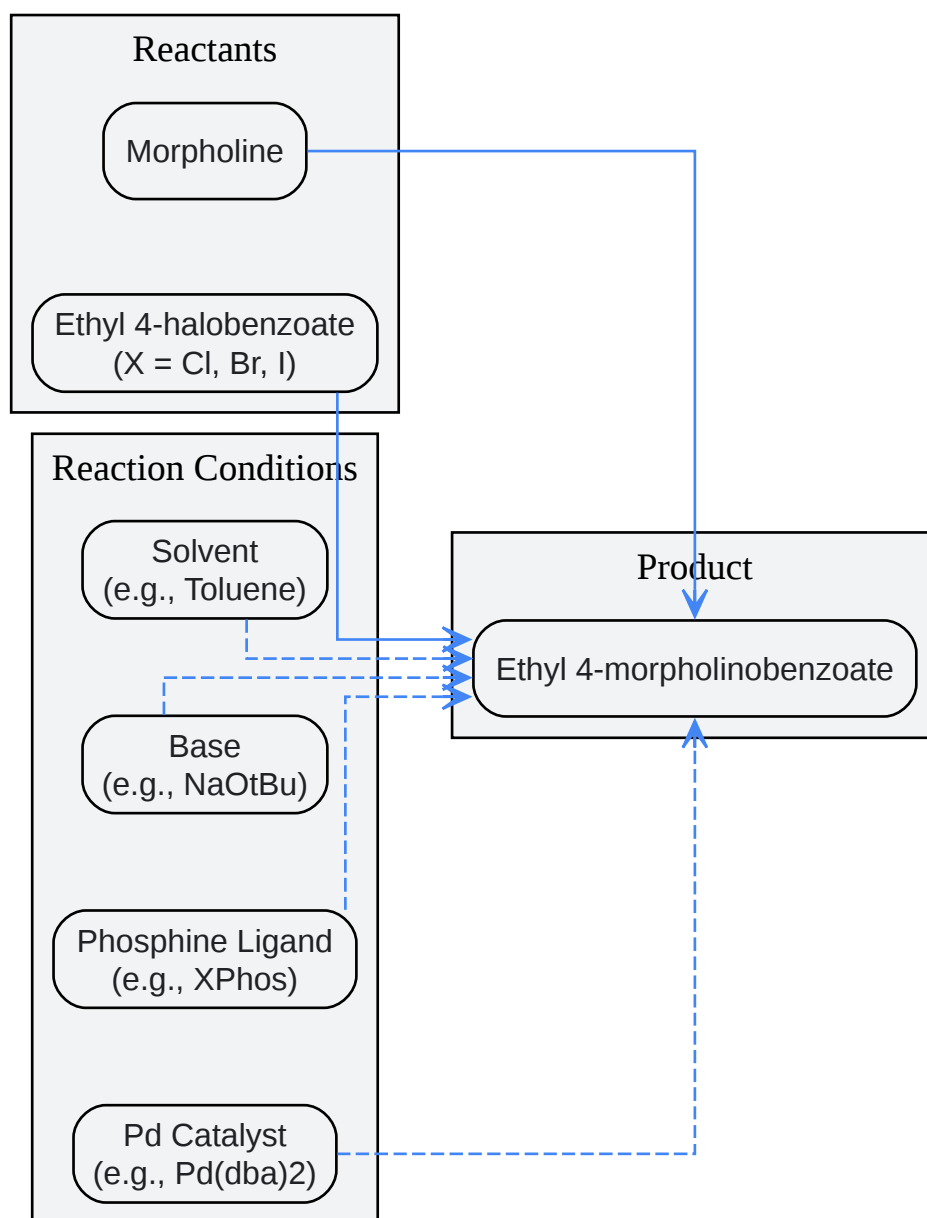 Reactants
Morpholine
Ethyl 4-halobenzoate
(X = Cl, Br, I)
Reaction Conditions
Solvent
(e.g., Toluene)
Base
(e.g., NaOtBu)
Phosphine Ligand
(e.g., XPhos)
Pd Catalyst
(e.g., Pd(dba)2)
Product
Ethyl 4-morpholinobenzoate